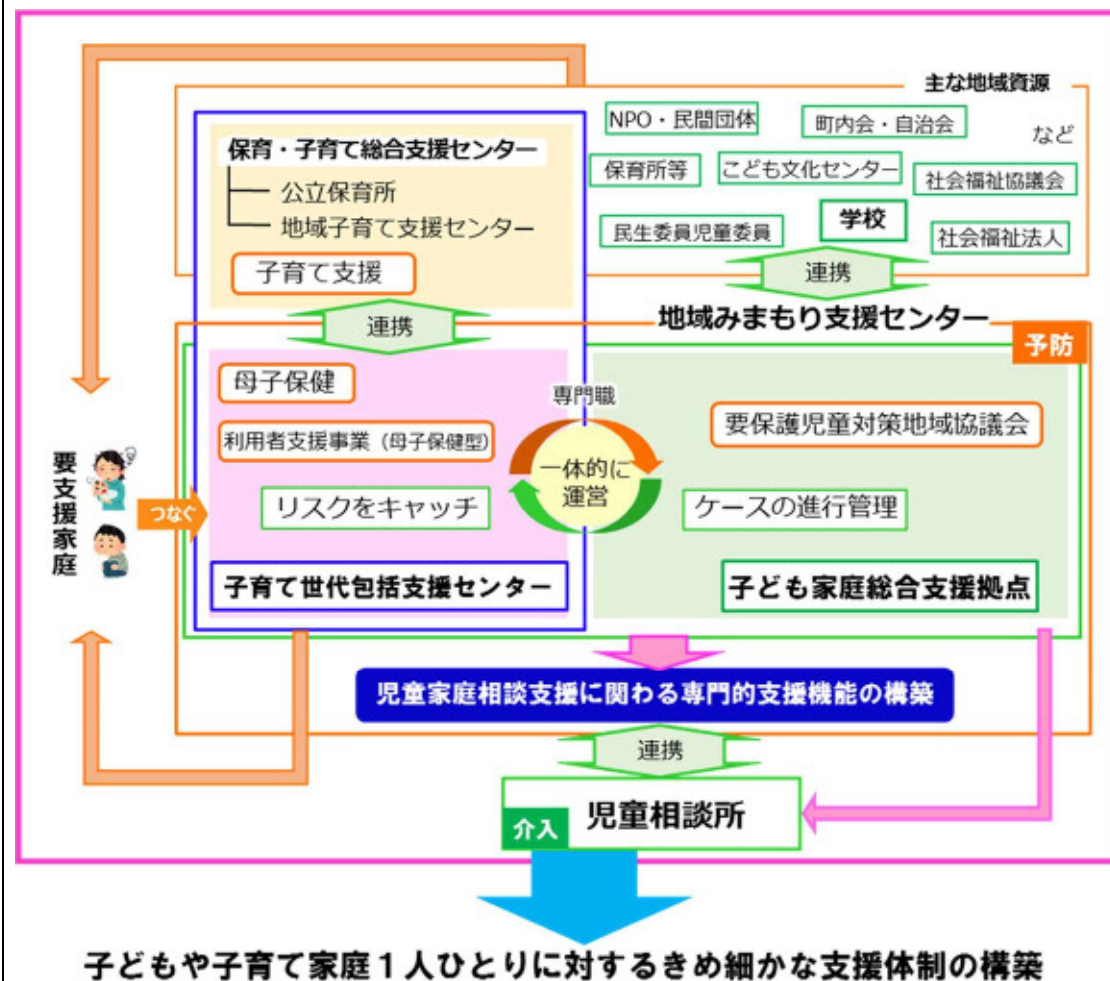 主な地域資源
保育・子育て総合支援センター
公立保育所
地域子育て支援センター
子育て支援
NPO・民間団体
町内会・自治会
など
保育所等
こども文化センター
社会福祉協議会
民生委員児童委員
学校
社会福祉法人
連携
連携
地域みまもり支援センター
予防
母子保健
利用者支援事業（母子保健型）
リスクをキャッチ
子育て世代包括支援センター
専門職
一体的に
運営
要保護児童対策地域協議会
ケースの進行管理
子ども家庭総合支援拠点
要支援家庭
つなぐ
児童家庭相談支援に関わる専門的支援機能の構築
連携
介入
児童相談所
子どもや子育て家庭１人ひとりに対するきめ細かな支援体制の構築